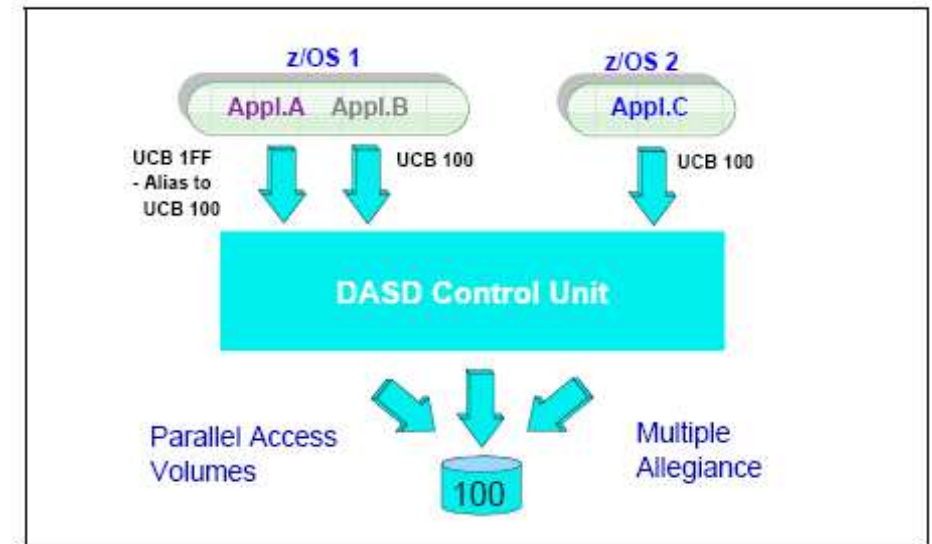 z/OS 1
z/OS 2
Appl.A Appl.B
Appl.C
UCB 1FF
- Alias to
UCB 100
UCB 100
UCB 100
DASD Control Unit
Parallel Access
Volumes
Multiple
Allegiance
100